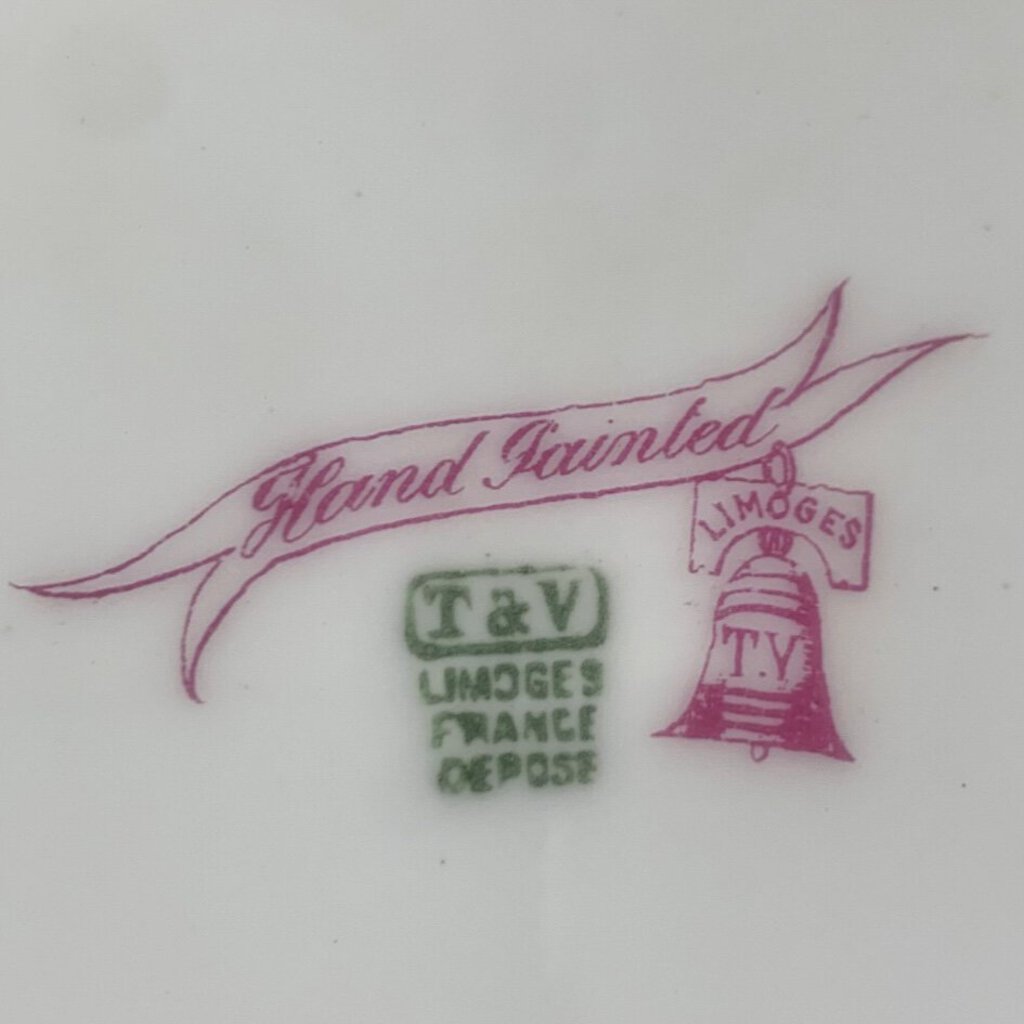 Hand Painted
LIMOGES
T.V
T & V
LIMOGES
FRANCE
DEPOSE